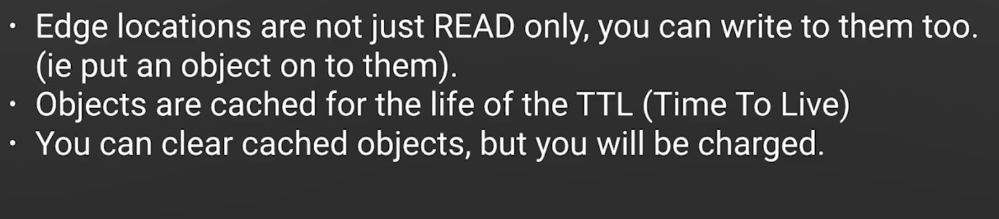 • Edge locations are not just READ only, you can write to them too.
(ie put an object on to them).
• Objects are cached for the life of the TTL (Time To Live)
• You can clear cached objects, but you will be charged.